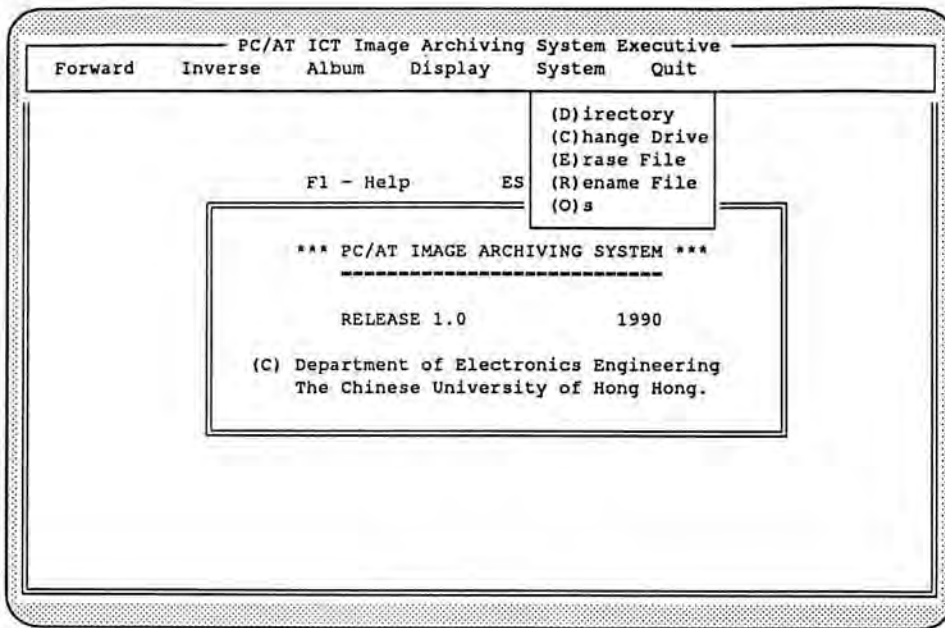 PC/AT ICT Image Archiving System Executive
Forward Inverse Album Display System Quit
(D)irectory
(C)hange Drive
(E)rase File
(R)ename File
(O)s
F1 - Help ES
*** PC/AT IMAGE ARCHIVING SYSTEM ***
RELEASE 1.0 1990
(C) Department of Electronics Engineering
The Chinese University of Hong Hong.